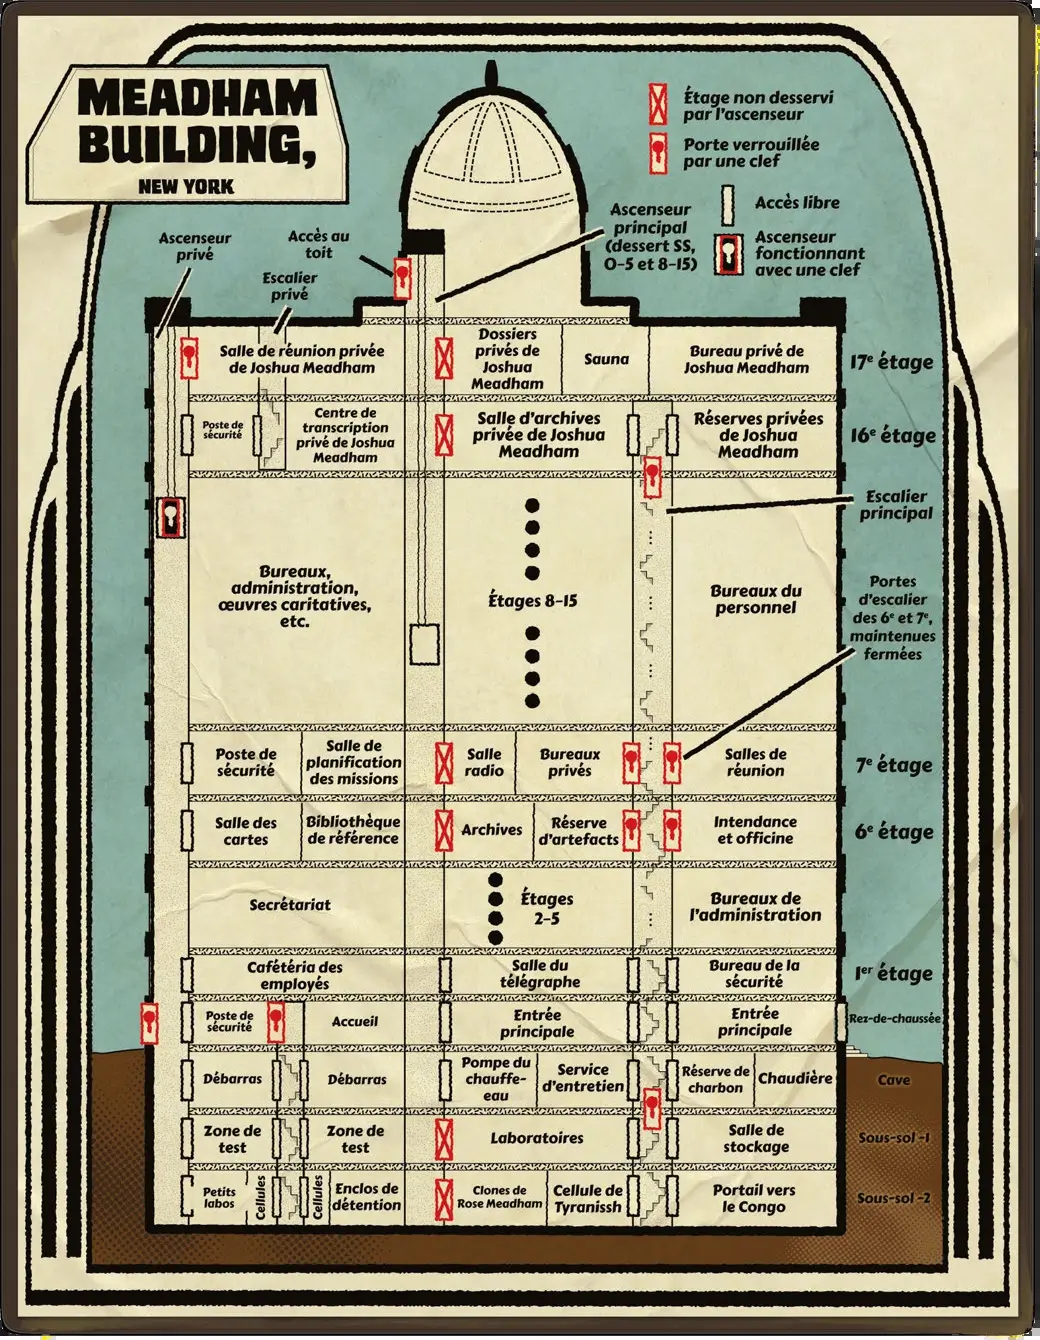 MEADHAM
BUILDING,
NEW YORK
Étage non desservi
par l'ascenseur
Porte verrouillée
par une clef
Accès libre
Ascenseur
fonctionnant
avec une clef
Ascenseur
principal
(dessert SS,
0-5 et 8-15)
Ascenseur
privé
Accès au
toit
Escalier
privé
Salle de réunion privée
de Joshua Meadham
Dossiers
privés de
Joshua
Meadham
Sauna
Bureau privé de
Joshua Meadham
17e étage
Poste de
sécurité
Centre de
transcription
privé de Joshua
Meadham
Salle d'archives
privée de Joshua
Meadham
Réserves privées
de Joshua
Meadham
16e étage
Escalier
principal
Bureaux,
administration,
œuvres caritatives,
etc.
Étages 8-15
Bureaux du
personnel
Portes
d'escalier
des 6e et 7e,
maintenues
fermées
Poste de
sécurité
Salle de
planification
des missions
Salle
radio
Bureaux
privés
Salles de
réunion
7e étage
Salle des
cartes
Bibliothèque
de référence
Archives
Réserve
d'artefacts
Intendance
et officine
6e étage
Secrétariat
Étages
2-5
Bureaux de
l'administration
Cafétéria des
employés
Salle du
télégraphe
Bureau de la
sécurité
1er étage
Poste de
sécurité
Accueil
Entrée
principale
Entrée
principale
Rez-de-chaussée
Débarras
Débarras
Pompe du
chauffe-
eau
Service
d'entretien
Réserve de
charbon
Chaudière
Cave
Zone de
test
Zone de
test
Laboratoires
Salle de
stockage
Sous-sol -1
Petits
labos
Cellules
Cellules
Enclos de
détention
Clones de
Rose Meadham
Cellule de
Tyranissh
Portail vers
le Congo
Sous-sol -2